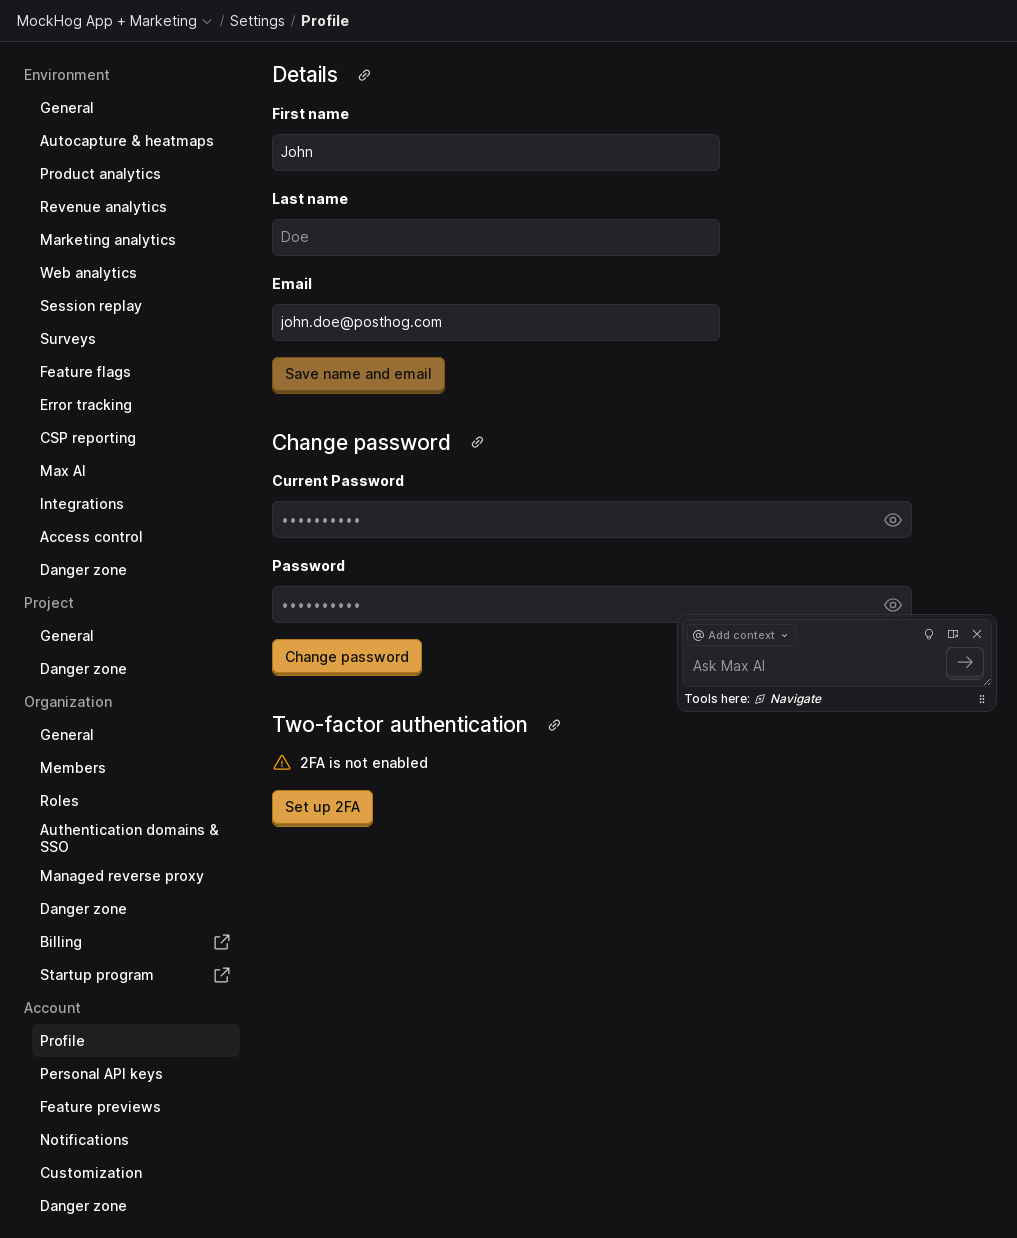 MockHog App + Marketing / Settings / Profile
Environment
General
Autocapture & heatmaps
Product analytics
Revenue analytics
Marketing analytics
Web analytics
Session replay
Surveys
Feature flags
Error tracking
CSP reporting
Max AI
Integrations
Access control
Danger zone
Project
General
Danger zone
Organization
General
Members
Roles
Authentication domains &
SSO
Managed reverse proxy
Danger zone
Billing
Startup program
Account
Profile
Personal API keys
Feature previews
Notifications
Customization
Danger zone
Details
First name
John
Last name
Doe
Email
john.doe@posthog.com
Save name and email
Change password
Current Password
••••••••••
Password
••••••••••
Change password
Two-factor authentication
2FA is not enabled
Set up 2FA
@ Add context
Ask Max AI
Tools here: Navigate